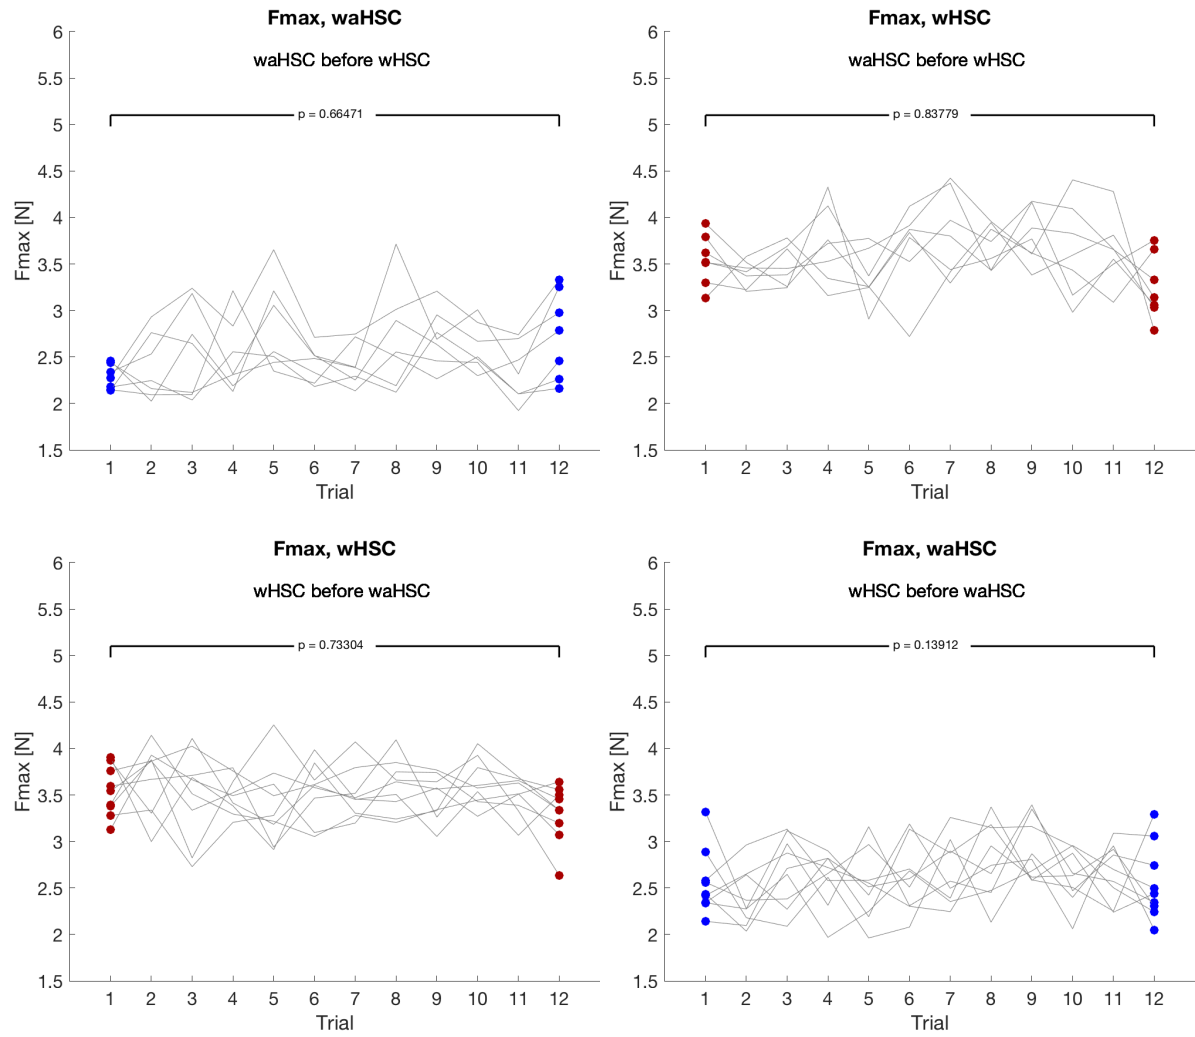 Fmax, waHSC
waHSC before wHSC
p = 0.66471
6
5.5
5
4.5
4
3.5
3
2.5
2
1.5
Fmax [N]
1 2 3 4 5 6 7 8 9 10 11 12
Trial
Fmax, wHSC
waHSC before wHSC
p = 0.83779
6
5.5
5
4.5
4
3.5
3
2.5
2
1.5
Fmax [N]
1 2 3 4 5 6 7 8 9 10 11 12
Trial
Fmax, wHSC
wHSC before waHSC
p = 0.73304
6
5.5
5
4.5
4
3.5
3
2.5
2
1.5
Fmax [N]
1 2 3 4 5 6 7 8 9 10 11 12
Trial
Fmax, waHSC
wHSC before waHSC
p = 0.13912
6
5.5
5
4.5
4
3.5
3
2.5
2
1.5
Fmax [N]
1 2 3 4 5 6 7 8 9 10 11 12
Trial